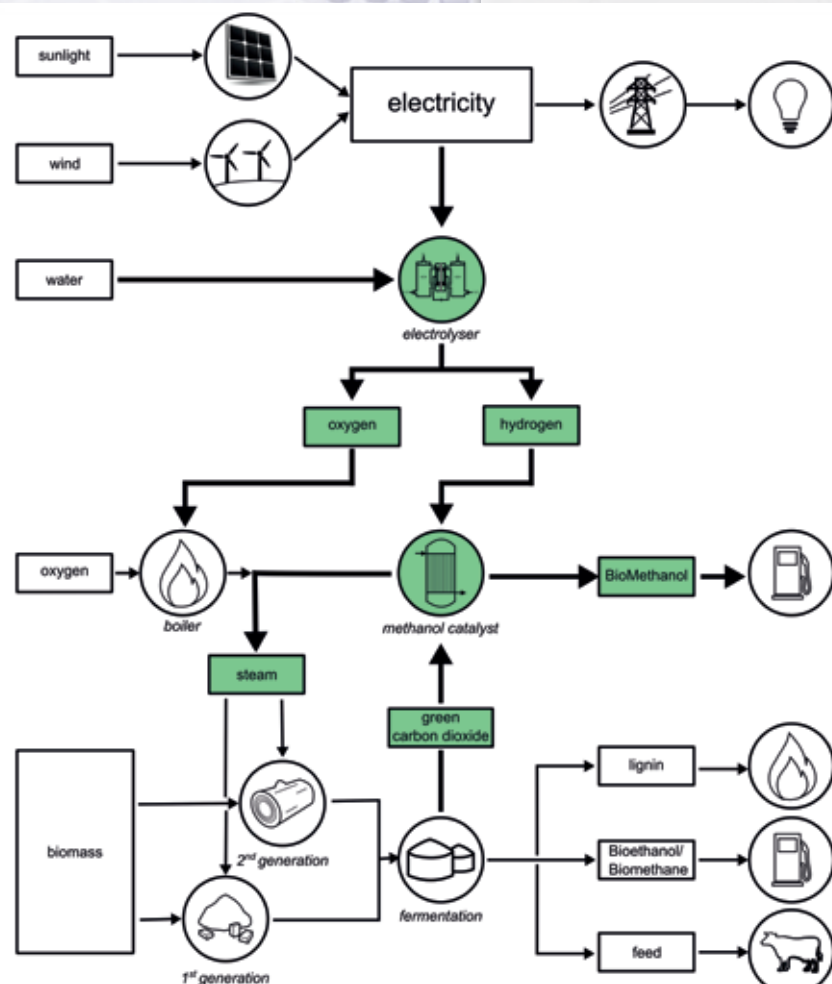 sunlight
electricity
wind
water
electrolyser
oxygen
hydrogen
oxygen
boiler
methanol catalyst
BioMethanol
steam
green
carbon dioxide
biomass
2nd generation
1st generation
fermentation
lignin
Bioethanol/
Biomethane
feed